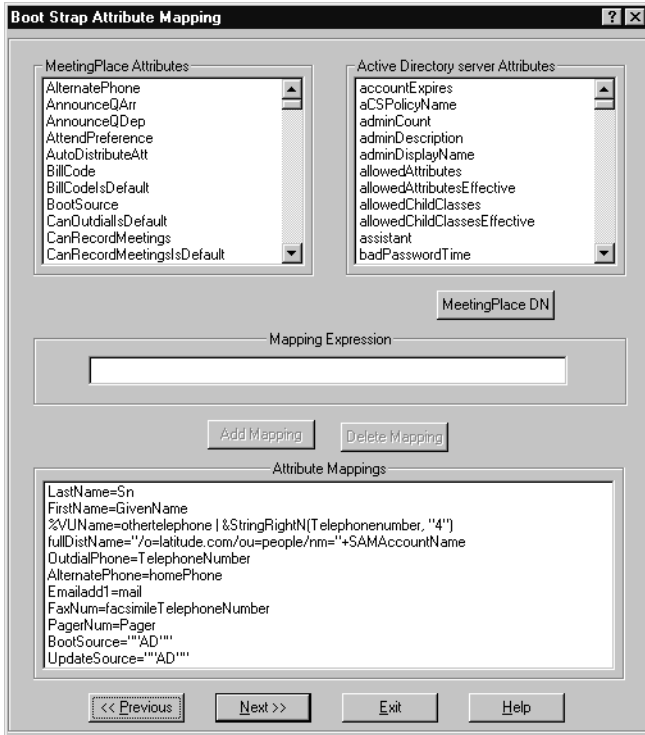 Boot Strap Attribute Mapping
MeetingPlace Attributes
AlternatePhone
AnnounceQArr
AnnounceQDep
AttendPreference
AutoDistributeAtt
BillCode
BillCodeIsDefault
BootSource
CanOutdialIsDefault
CanRecordMeetings
CanRecordMeetingsIsDefault
Active Directory server Attributes
accountExpires
aCSPolicyName
adminCount
adminDescription
adminDisplayName
allowedAttributes
allowedAttributesEffective
allowedChildClasses
allowedChildClassesEffective
assistant
badPasswordTime
MeetingPlace DN
Mapping Expression
Add Mapping
Delete Mapping
Attribute Mappings
LastName=Sn
FirstName=GivenName
%VUName=othertelephone | &StringRightN(Telephonenumber, "4")
fullDistName="/o=latitude.com/ou=people/nm="+SAMAccountName
OutdialPhone=TelephoneNumber
AlternatePhone=homePhone
Emailadd1=mail
FaxNum=facsimileTelephoneNumber
PagerNum=Pager
BootSource=""AD""
UpdateSource=""AD""
<< Previous
Next >>
Exit
Help